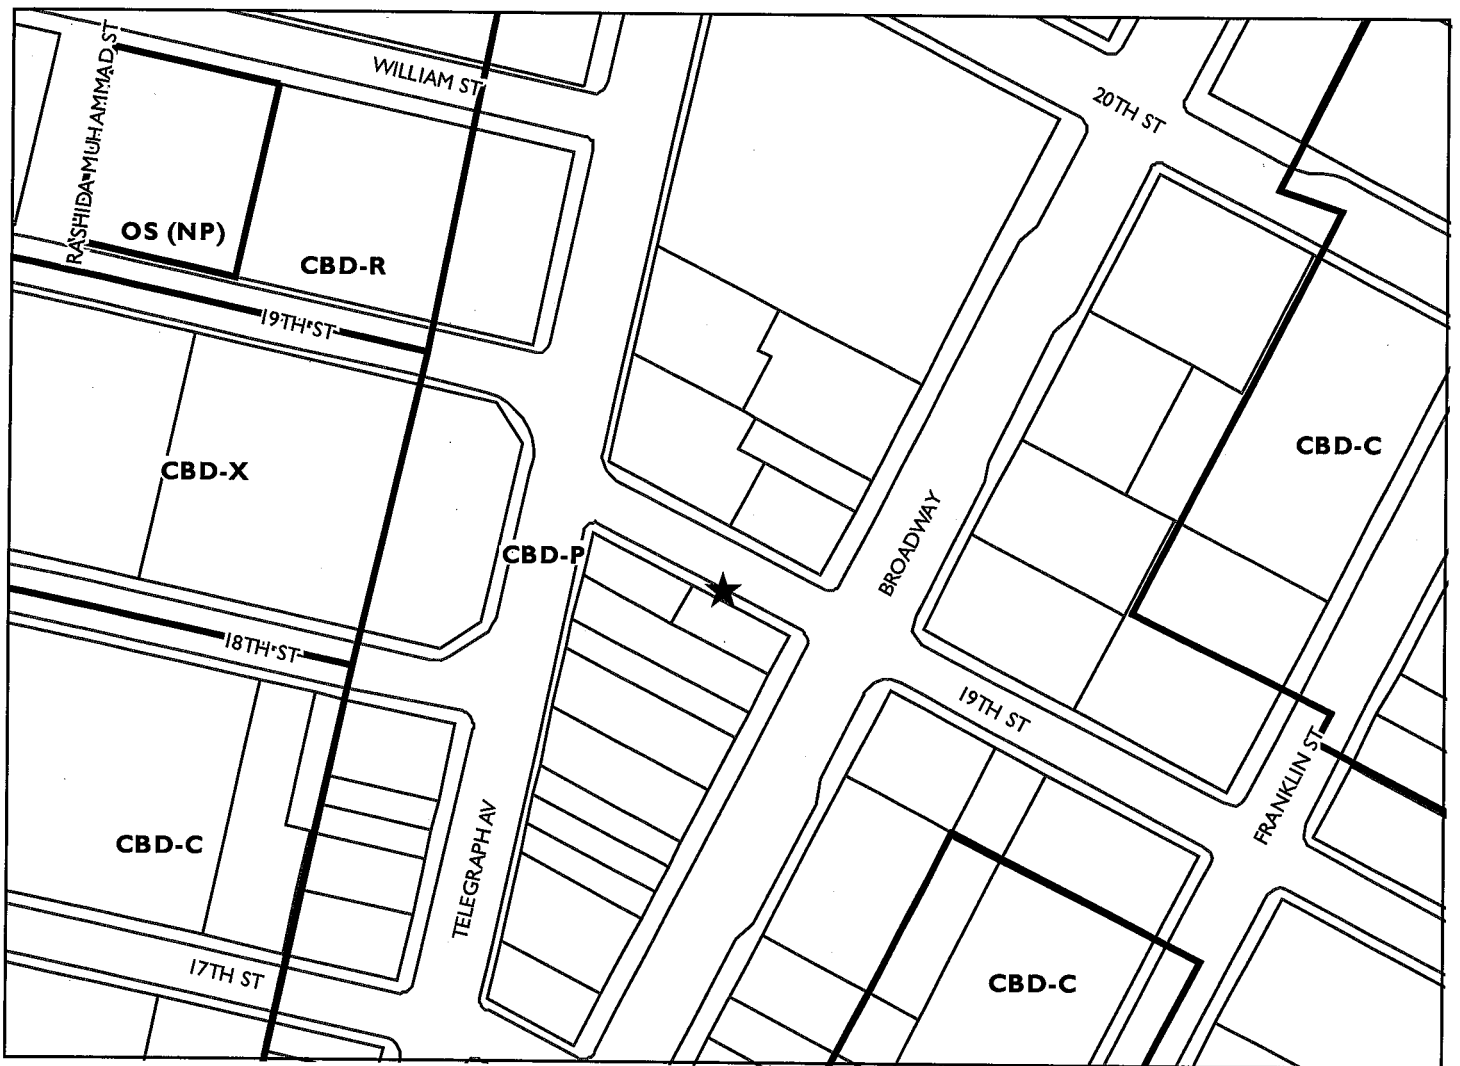 WILLIAM ST
20TH ST
RASHIDA MUHAMMAD ST
OS (NP)
CBD-R
19TH ST
CBD-C
CBD-X
BROADWAY
CBD-P
18TH ST
19TH ST
FRANKLIN ST
CBD-C
TELEGRAPH AV
17TH ST
CBD-C